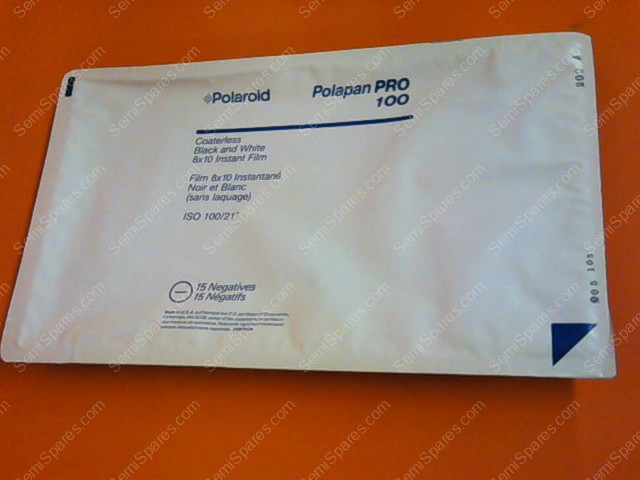 Polaroid
Polapan PRO
100
Coaterless
Black and White
8x10 Instant Film
Film 8x10 Instantané
Noir et Blanc
(sans laquage)
ISO 100/21°
15 Negatives
15 Négatifs
SemiSpares.com